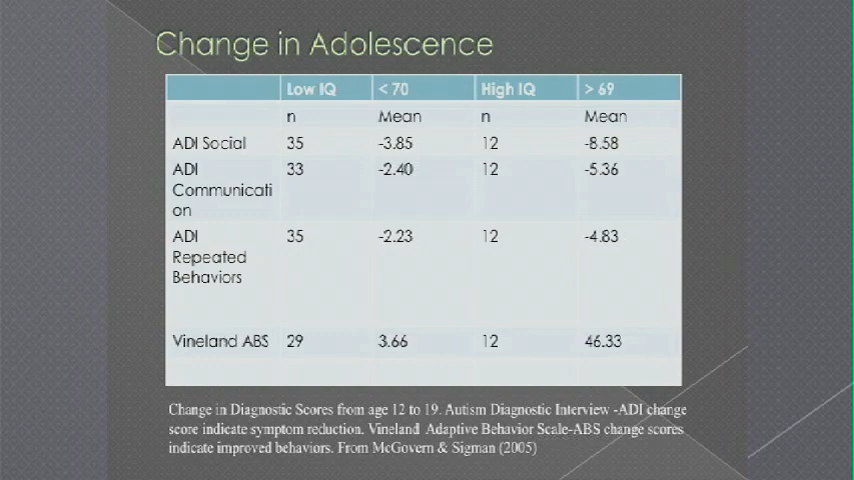 Change in Adolescence
Low IQ < 70 High IQ > 69
n Mean n Mean
ADI Social 35 -3.85 12 -8.58
ADI 33 -2.40 12 -5.36
Communicati
on
ADI 35 -2.23 12 -4.83
Repeated
Behaviors
Vineland ABS 29 3.66 12 46.33
Change in Diagnostic Scores from age 12 to 19. Autism Diagnostic Interview -ADI change
score indicate symptom reduction. Vineland Adaptive Behavior Scale-ABS change scores
indicate improved behaviors. From McGovern & Sigman (2005)